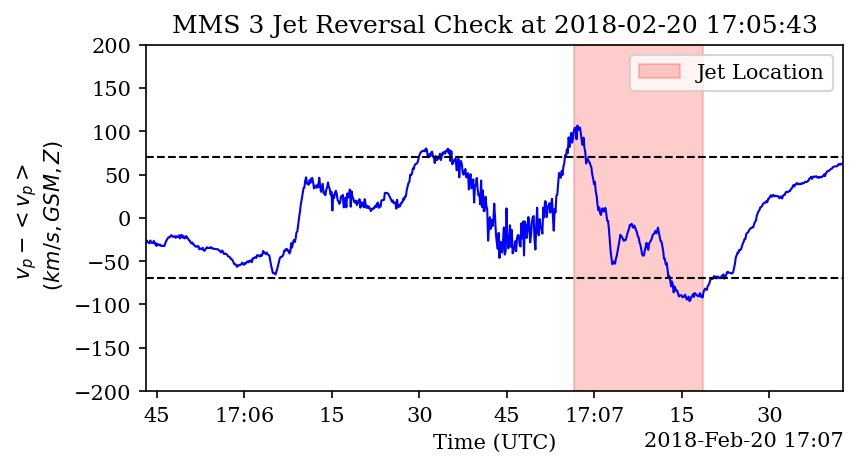 MMS 3 Jet Reversal Check at 2018-02-20 17:05:43
200
150
100
50
0
−50
−100
−150
−200
v_p − < v_p >
(km/s, GSM, Z)
Jet Location
45
17:06
15
30
45
17:07
15
30
Time (UTC)
2018-Feb-20 17:07